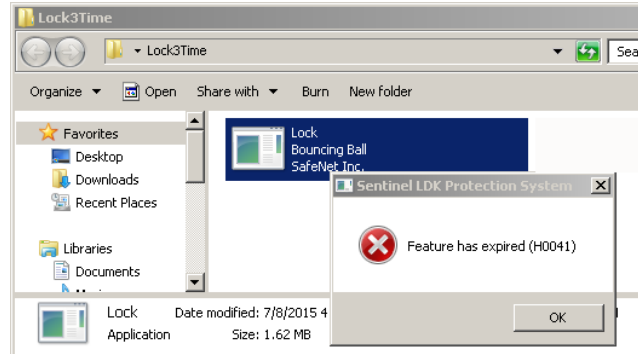 Lock3Time
Lock3Time
Organize Open Share with Burn New folder
Favorites
Desktop
Downloads
Recent Places
Libraries
Documents
Lock
Bouncing Ball
SafeNet Inc.
Sentinel LDK Protection System
Feature has expired (H0041)
OK
Lock Date modified: 7/8/2015 4
Application Size: 1.62 MB